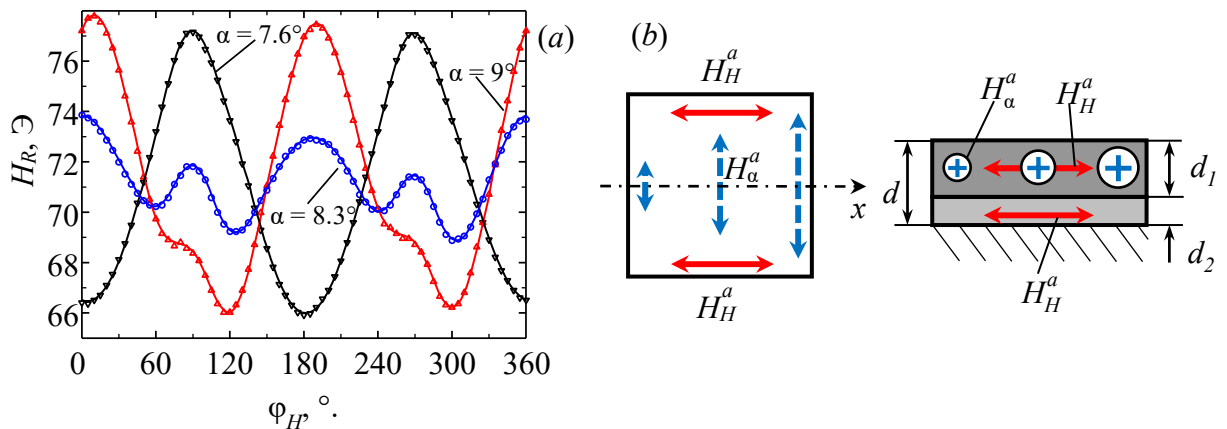 (a)
α = 7.6°
α = 9°
α = 8.3°
76
74
72
70
68
66
H_R, Э
0 60 120 180 240 300 360
φ_H, °.
(b)
H_H^a
H_α^a
x
H_H^a
H_α^a H_H^a
d
d_1
d_2
H_H^a